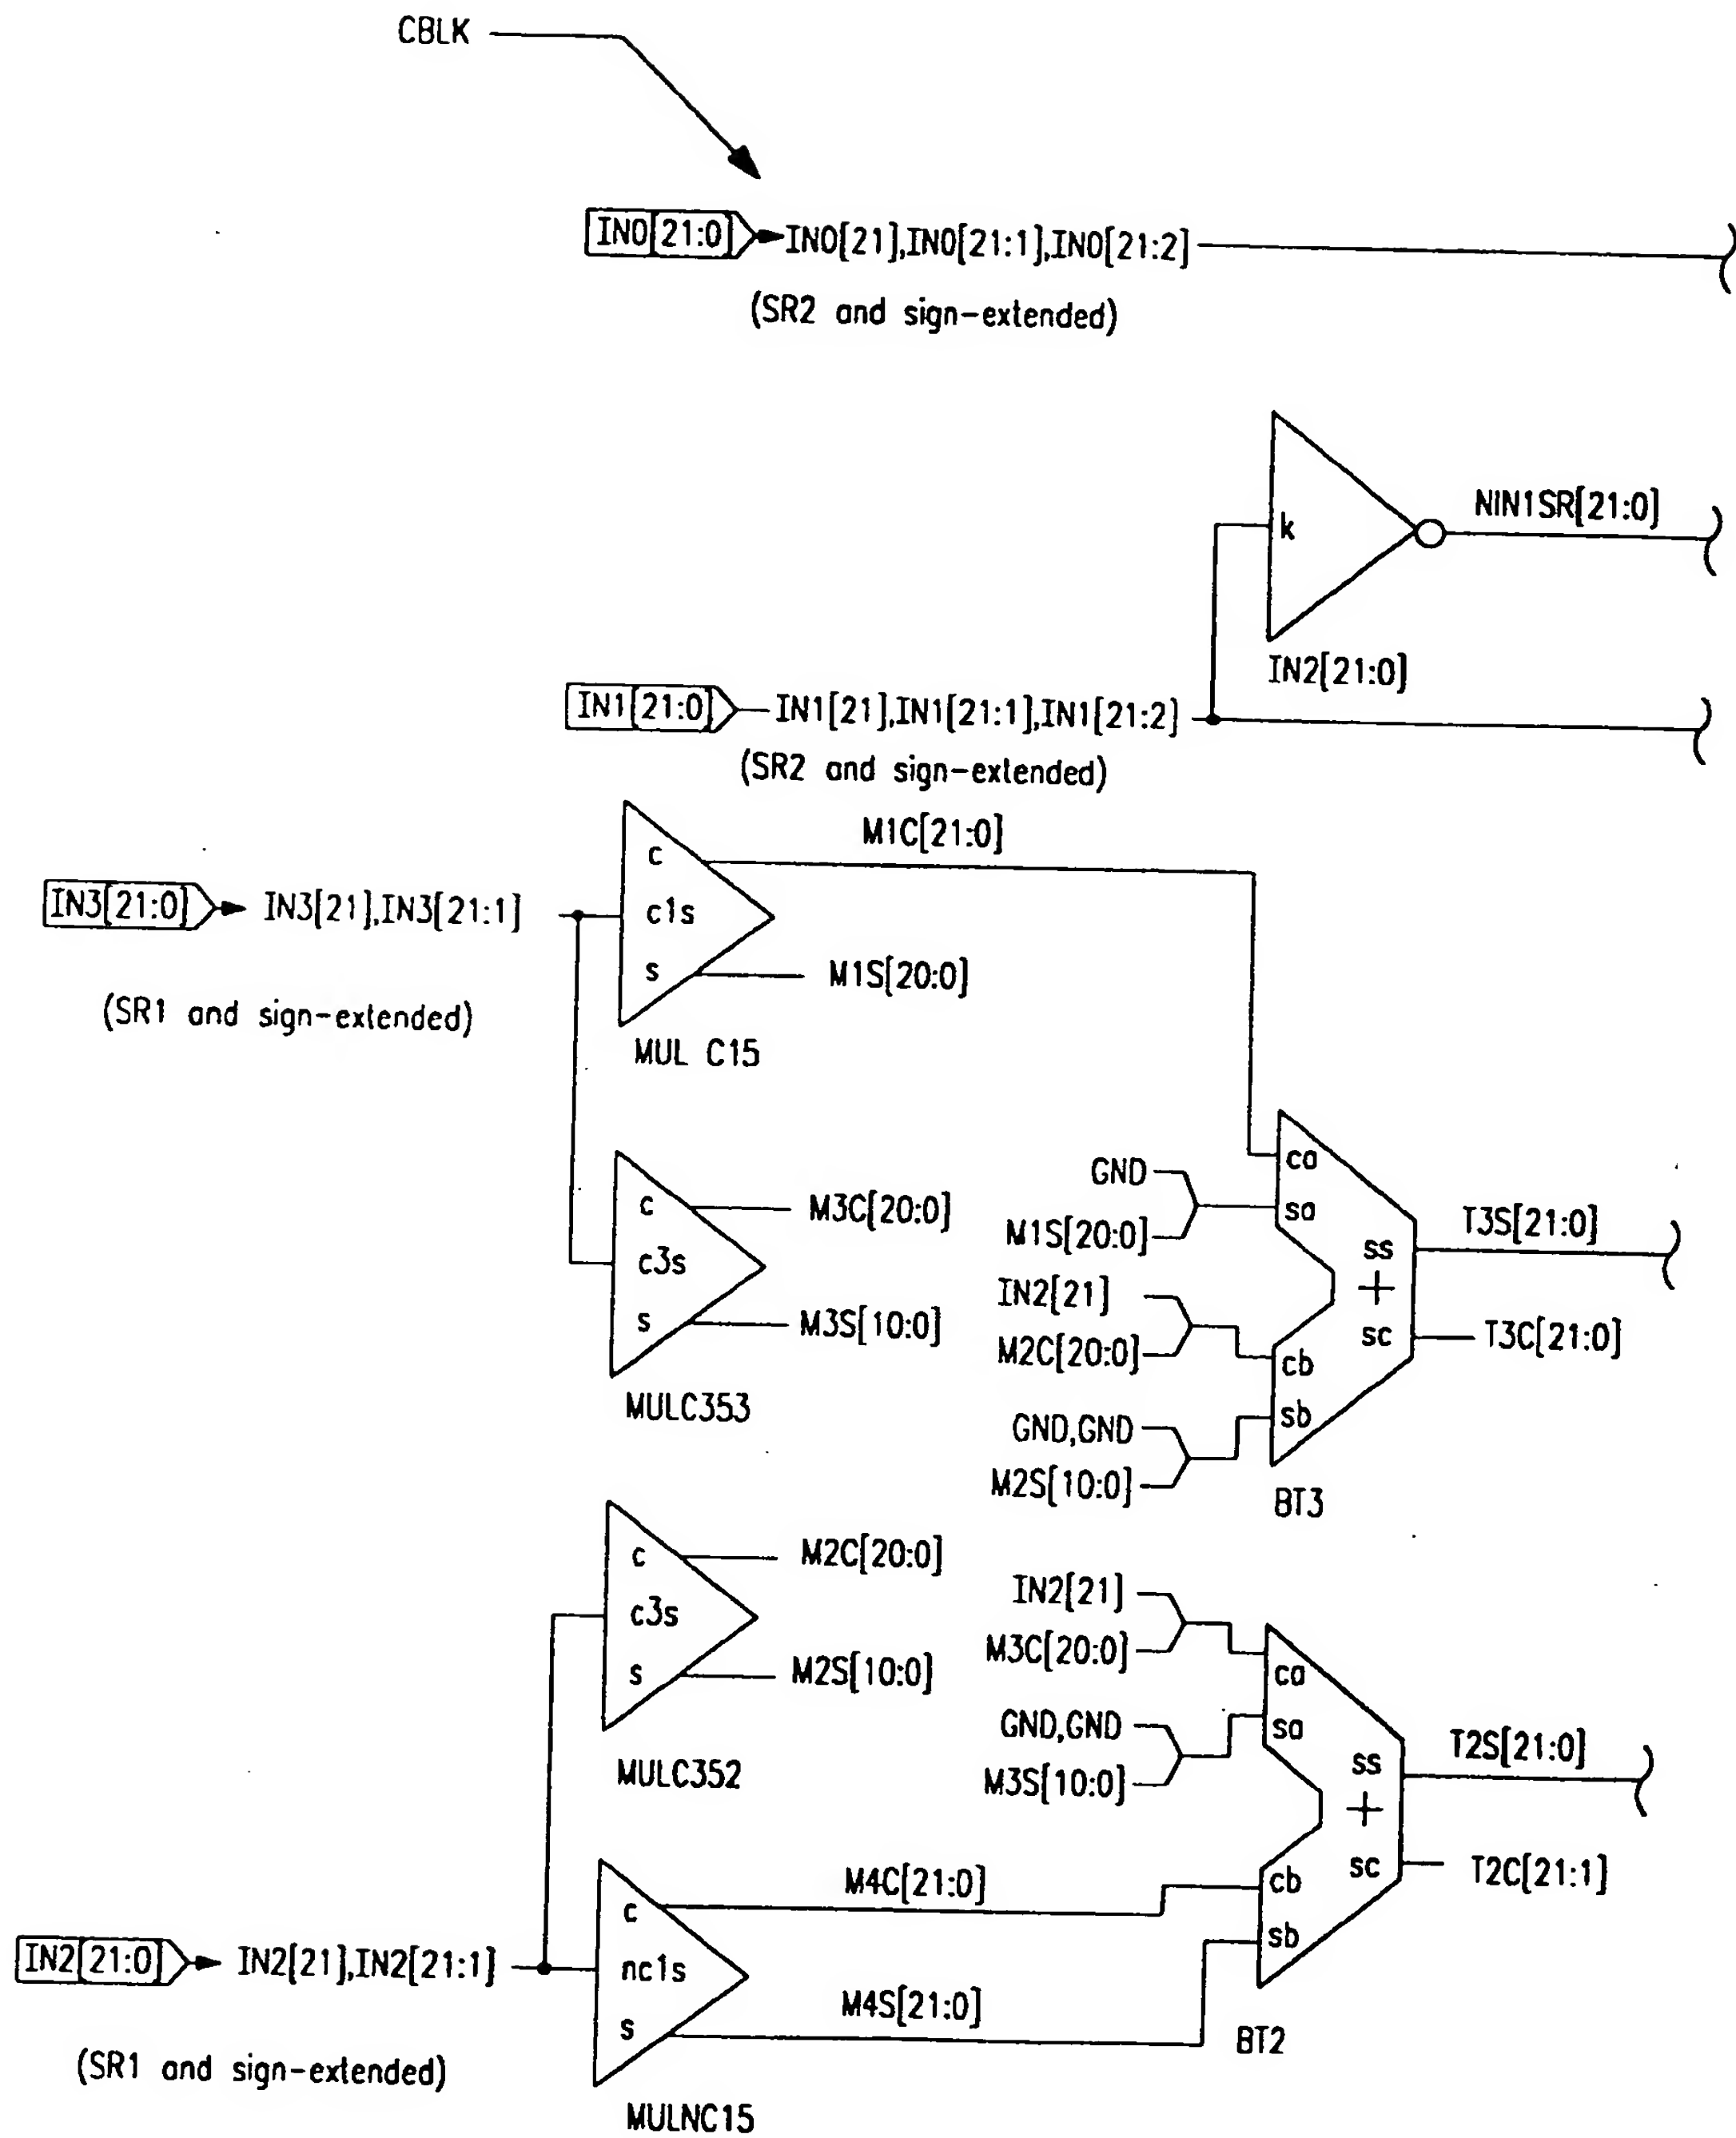 CBLK
IN0[21:0] IN0[21],IN0[21:1],IN0[21:2]
(SR2 and sign-extended)
k
NIN1SR[21:0]
IN2[21:0]
IN1[21:0] IN1[21],IN1[21:1],IN1[21:2]
(SR2 and sign-extended)
M1C[21:0]
c
IN3[21:0] IN3[21],IN3[21:1]
c1s
s
M1S[20:0]
(SR1 and sign-extended)
MUL C15
c
M3C[20:0]
c3s
s
M3S[10:0]
MULC353
GND
M1S[20:0]
IN2[21]
M2C[20:0]
GND,GND
M2S[10:0]
ca
sa
cb
sb
ss
+
sc
T3S[21:0]
T3C[21:0]
BT3
c
M2C[20:0]
c3s
s
M2S[10:0]
MULC352
IN2[21]
M3C[20:0]
GND,GND
M3S[10:0]
ca
sa
cb
sb
ss
+
sc
T2S[21:0]
T2C[21:1]
BT2
M4C[21:0]
c
IN2[21:0] IN2[21],IN2[21:1]
nc1s
s
M4S[21:0]
(SR1 and sign-extended)
MULNC15